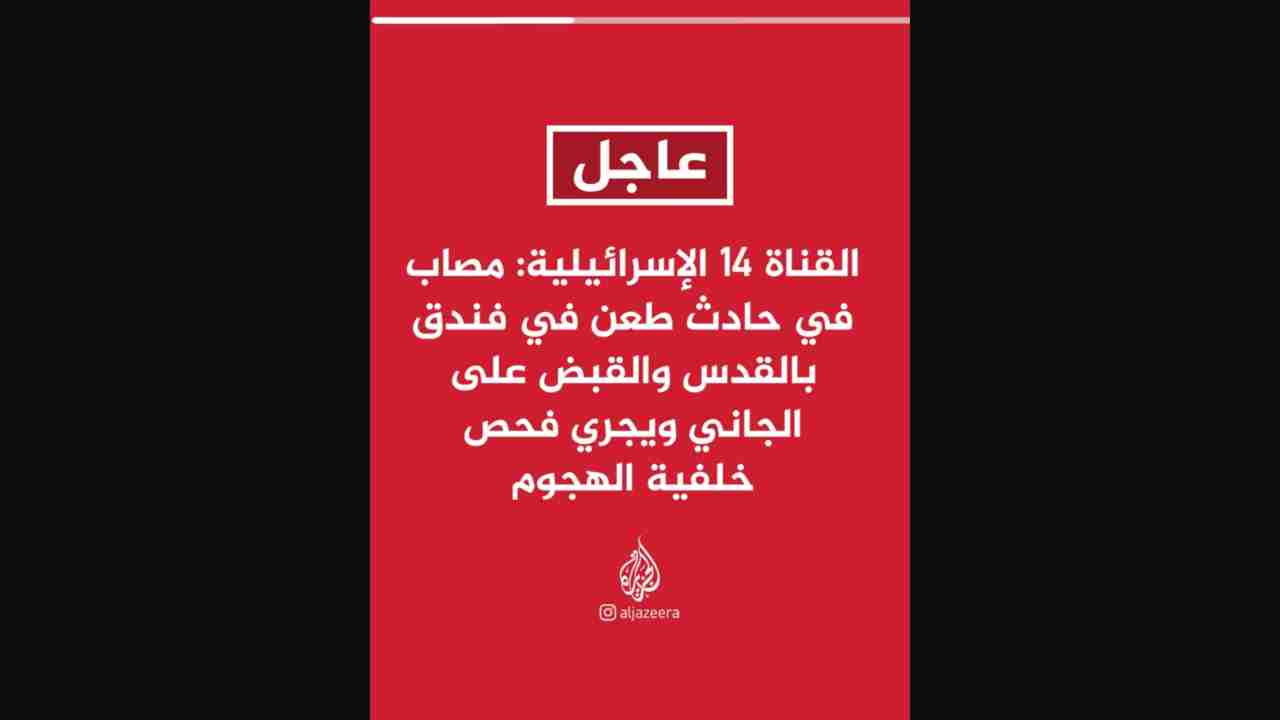 عاجل
القناة 14 الإسرائيلية: مصاب
في حادث طعن في فندق
بالقدس والقبض على
الجاني ويجري فحص
خلفية الهجوم
الجزيرة
aljazeera